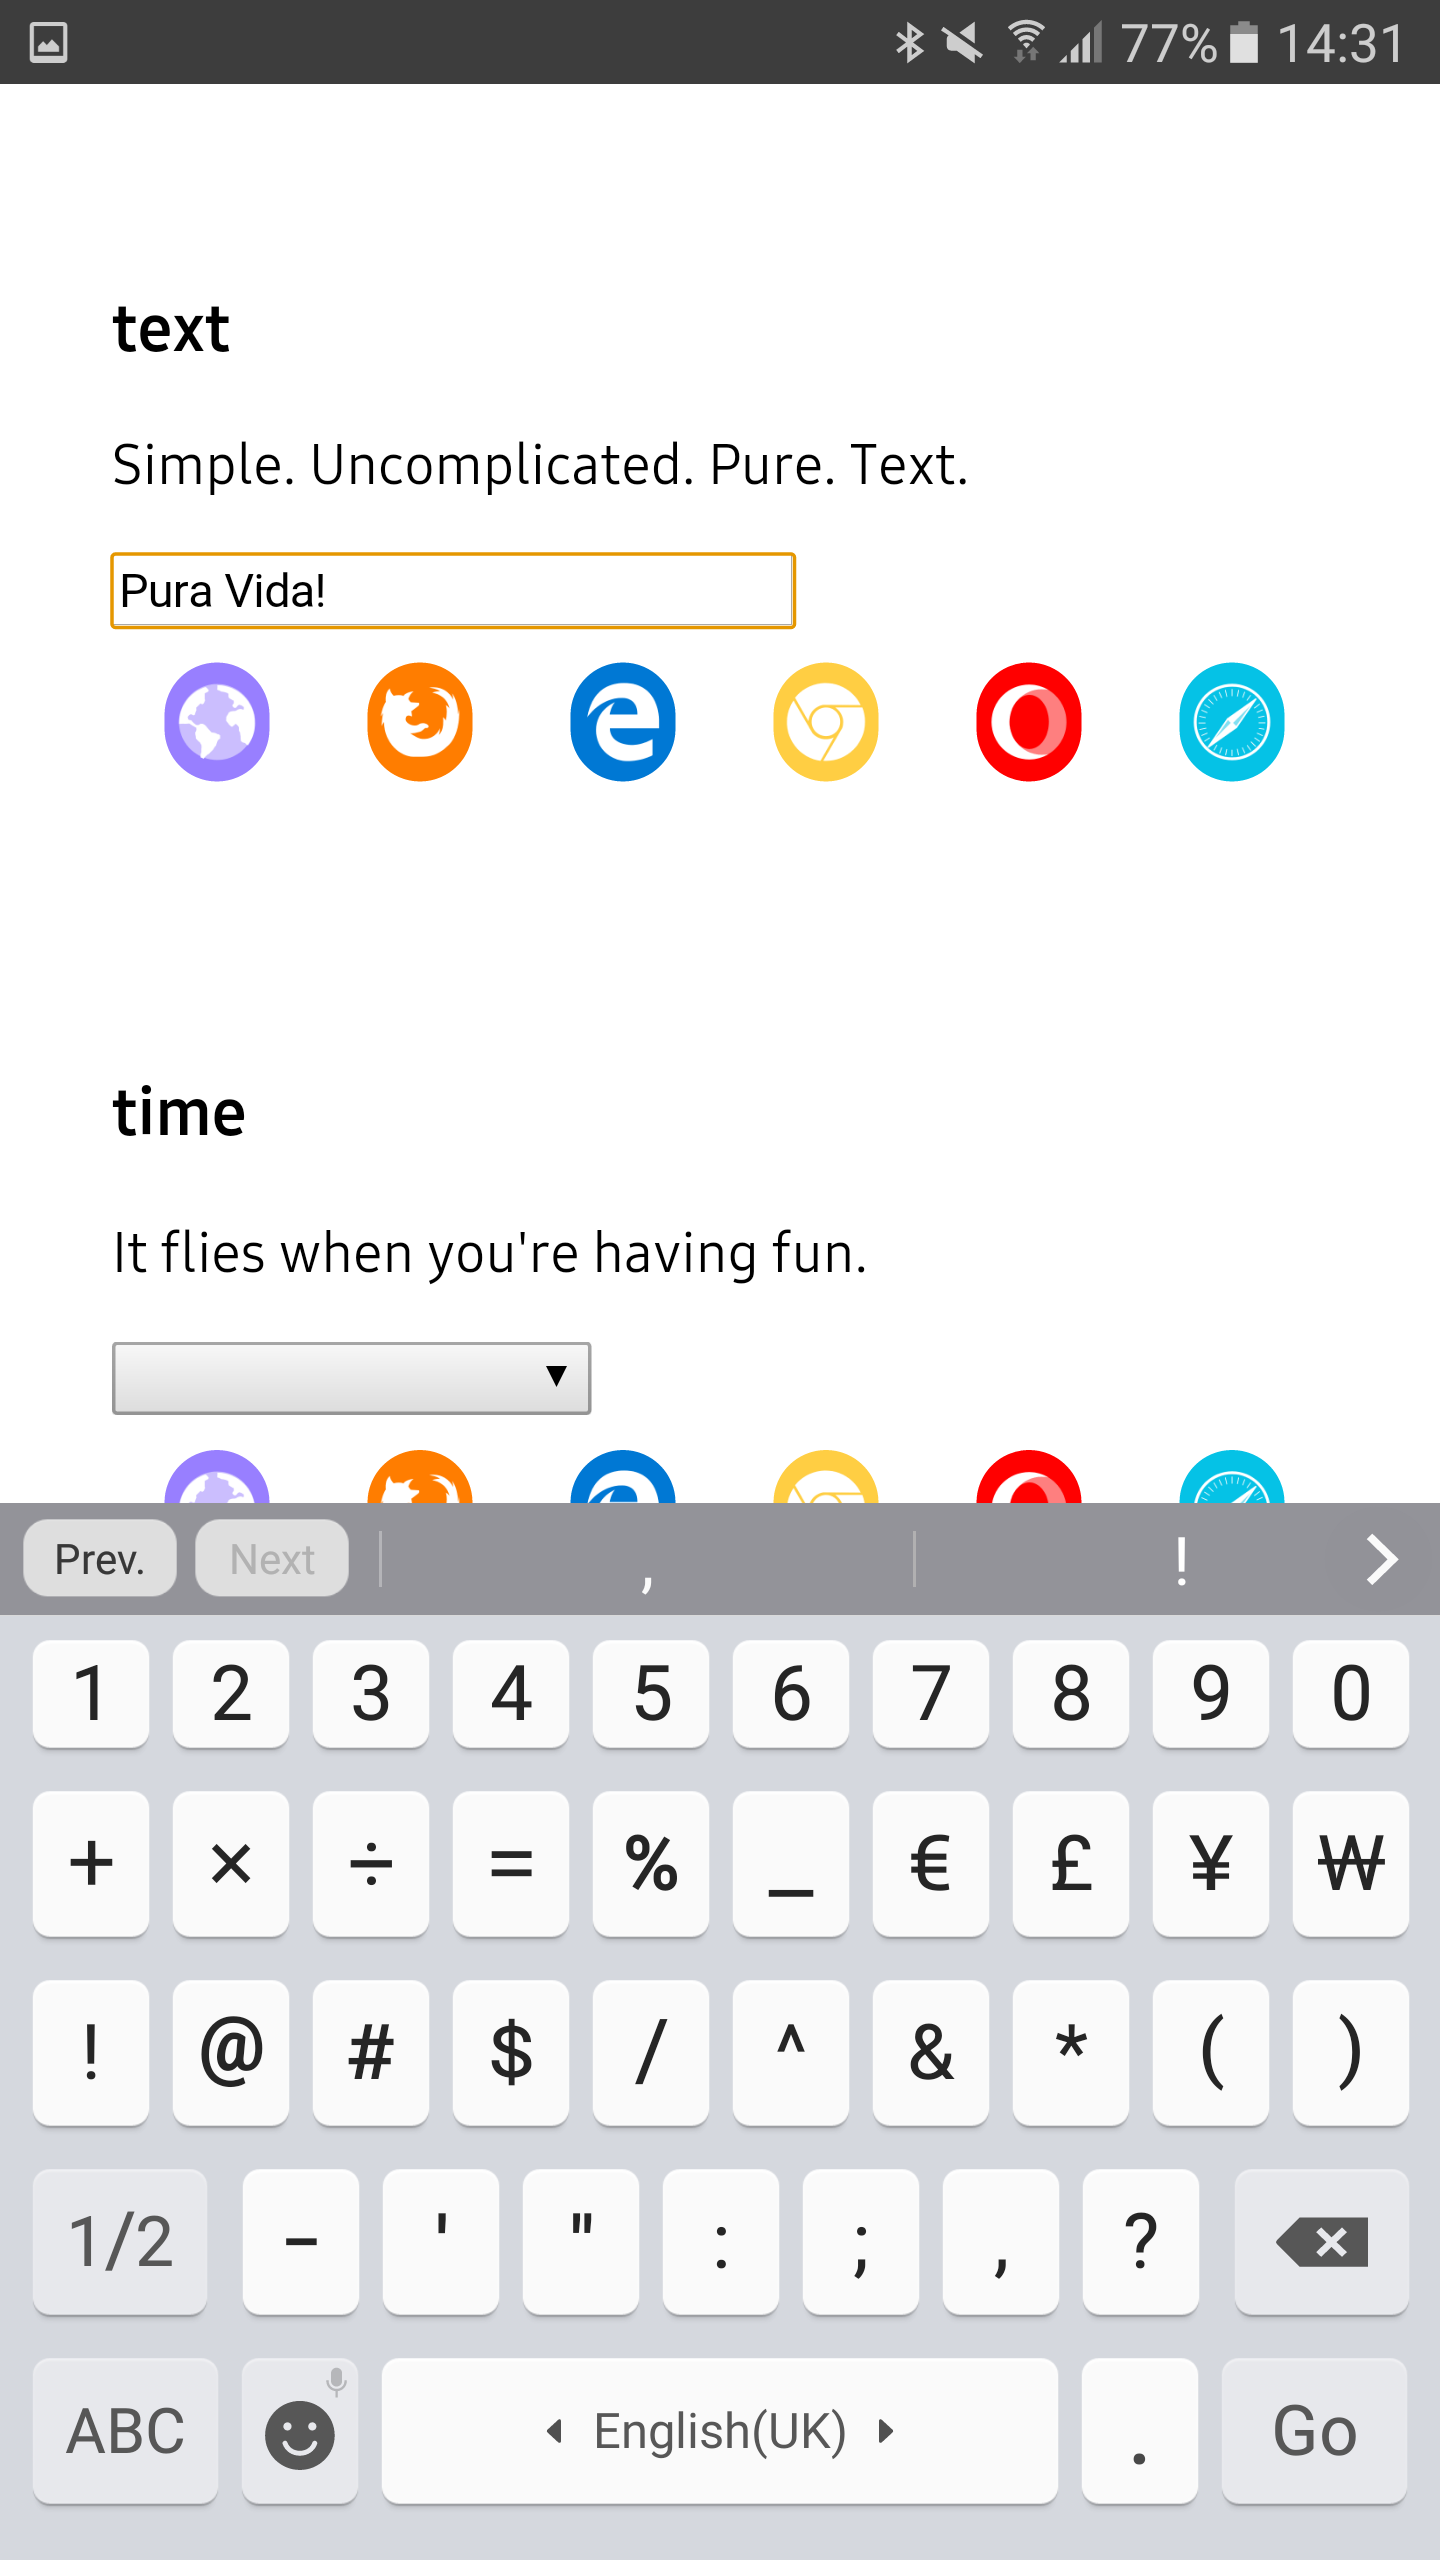 77% 14:31
text
Simple. Uncomplicated. Pure. Text.
Pura Vida!
time
It flies when you're having fun.
Prev. Next , !
1 2 3 4 5 6 7 8 9 0
+ × ÷ = % _ € £ ¥ ₩
! @ # $ / ^ & * ( )
1/2 - ' " : ; , ?
ABC English(UK) . Go